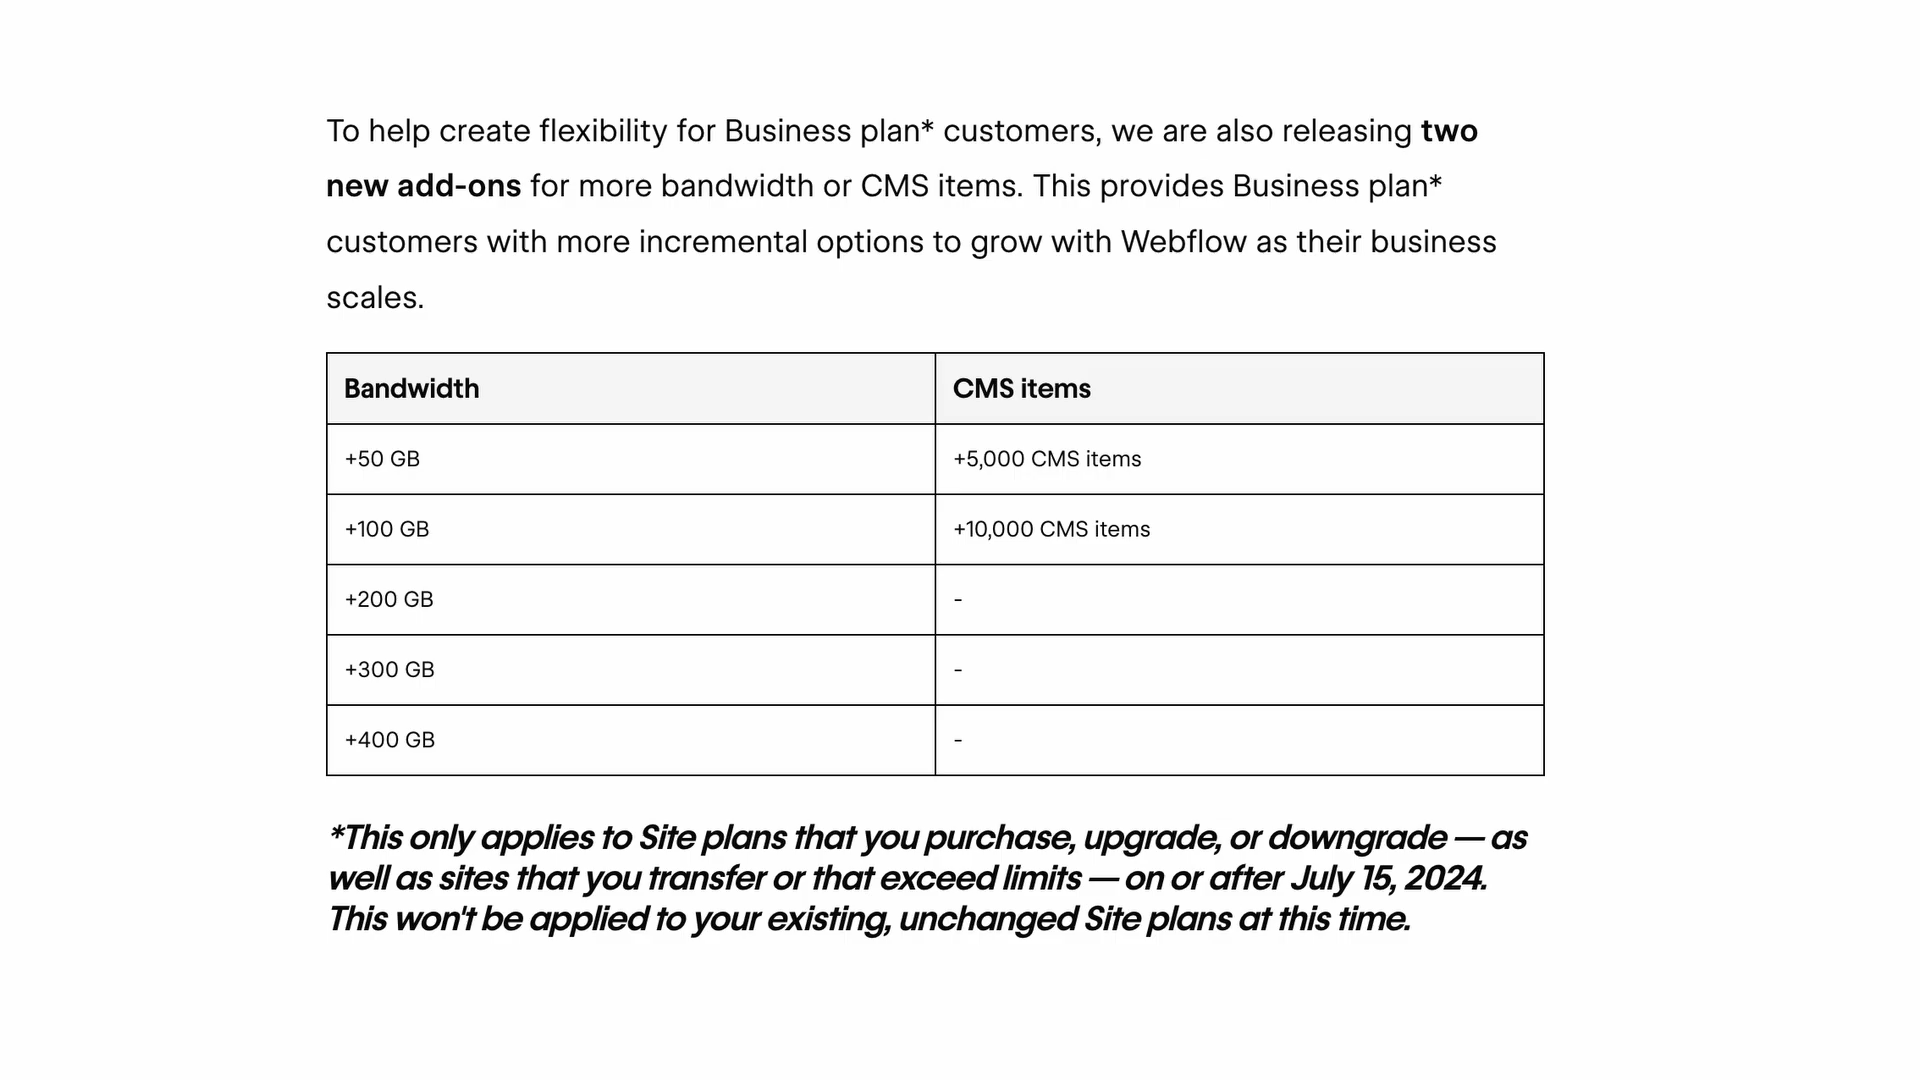 To help create flexibility for Business plan* customers, we are also releasing two
new add-ons for more bandwidth or CMS items. This provides Business plan*
customers with more incremental options to grow with Webflow as their business
scales.
Bandwidth CMS items
+50 GB +5,000 CMS items
+100 GB +10,000 CMS items
+200 GB -
+300 GB -
+400 GB -
*This only applies to Site plans that you purchase, upgrade, or downgrade — as
well as sites that you transfer or that exceed limits — on or after July 15, 2024.
This won't be applied to your existing, unchanged Site plans at this time.